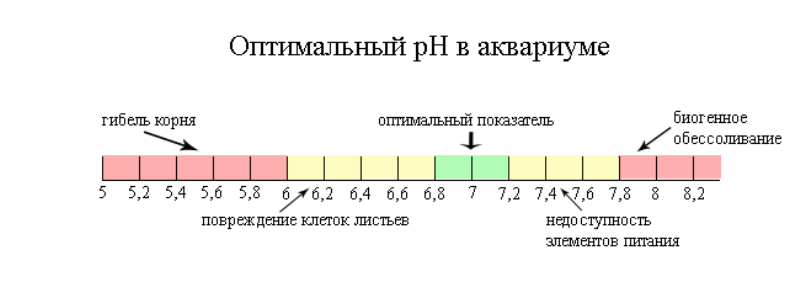 Оптимальный pH в аквариуме
гибель корня
оптимальный показатель
биогенное
обессоливание
5 5,2 5,4 5,6 5,8 6 6,2 6,4 6,6 6,8 7 7,2 7,4 7,6 7,8 8 8,2
повреждение клеток листьев
недоступность
элементов питания